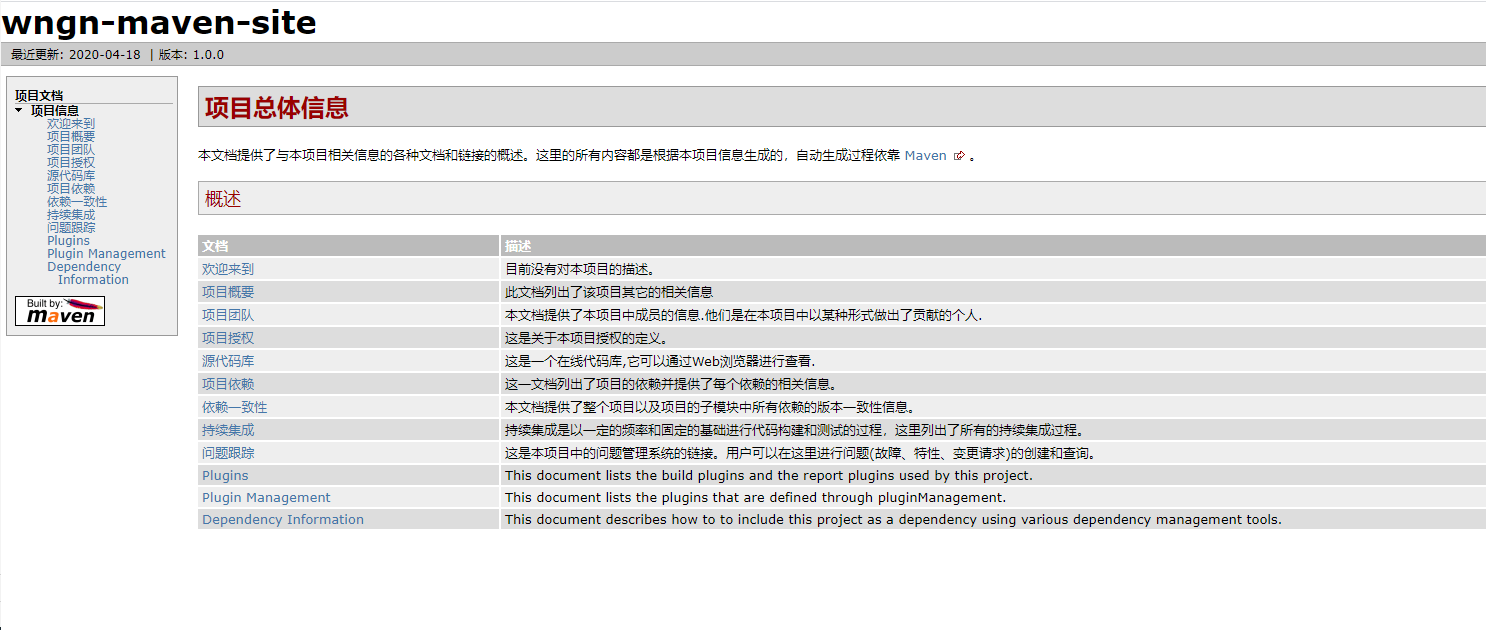 wngn-maven-site
最近更新: 2020-04-18 | 版本: 1.0.0
项目文档
项目信息
欢迎来到
项目概要
项目团队
项目授权
源代码库
项目依赖
依赖一致性
持续集成
问题跟踪
Plugins
Plugin Management
Dependency
Information
Built by:
maven
项目总体信息
本文档提供了与本项目相关信息的各种文档和链接的概述。这里的所有内容都是根据本项目信息生成的，自动生成过程依靠 Maven 。
概述
文档 描述
欢迎来到 目前没有对本项目的描述。
项目概要 此文档列出了该项目其它的相关信息
项目团队 本文档提供了本项目中成员的信息.他们是在本项目中以某种形式做出了贡献的个人.
项目授权 这是关于本项目授权的定义。
源代码库 这是一个在线代码库,它可以通过Web浏览器进行查看.
项目依赖 这一文档列出了项目的依赖并提供了每个依赖的相关信息。
依赖一致性 本文档提供了整个项目以及项目的子模块中所有依赖的版本一致性信息。
持续集成 持续集成是以一定的频率和固定的基础进行代码构建和测试的过程，这里列出了所有的持续集成过程。
问题跟踪 这是本项目中的问题管理系统的链接。用户可以在这里进行问题(故障、特性、变更请求)的创建和查询。
Plugins This document lists the build plugins and the report plugins used by this project.
Plugin Management This document lists the plugins that are defined through pluginManagement.
Dependency Information This document describes how to to include this project as a dependency using various dependency management tools.